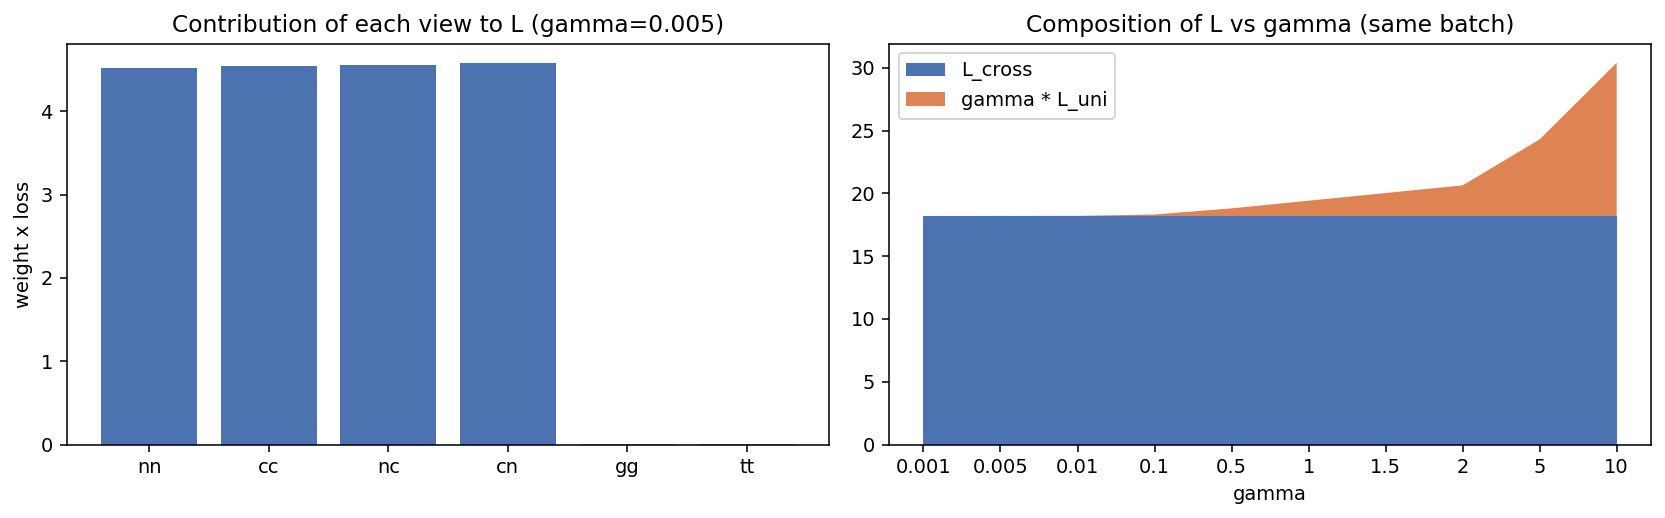 Contribution of each view to L (gamma=0.005)
weight x loss
4
3
2
1
0
nn cc nc cn gg tt
Composition of L vs gamma (same batch)
L_cross
gamma * L_uni
30
25
20
15
10
5
0
0.001 0.005 0.01 0.1 0.5 1 1.5 2 5 10
gamma